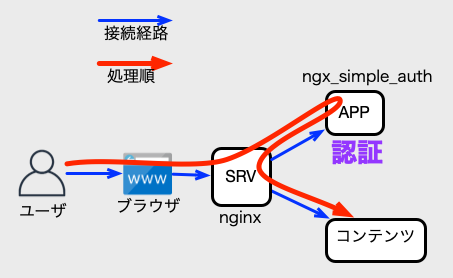 接続経路
処理順
ngx_simple_auth
APP
認証
www
SRV
ユーザ
ブラウザ
nginx
コンテンツ